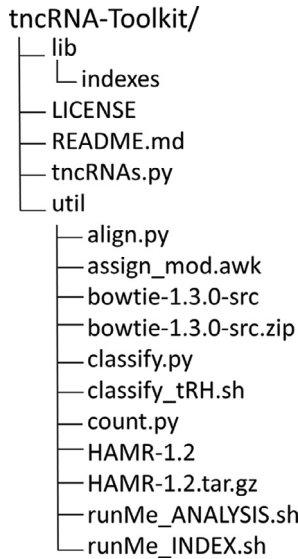 tncRNA-Toolkit/
lib
indexes
LICENSE
README.md
tncRNAs.py
util
align.py
assign_mod.awk
bowtie-1.3.0-src
bowtie-1.3.0-src.zip
classify.py
classify_tRH.sh
count.py
HAMR-1.2
HAMR-1.2.tar.gz
runMe_ANALYSIS.sh
runMe_INDEX.sh